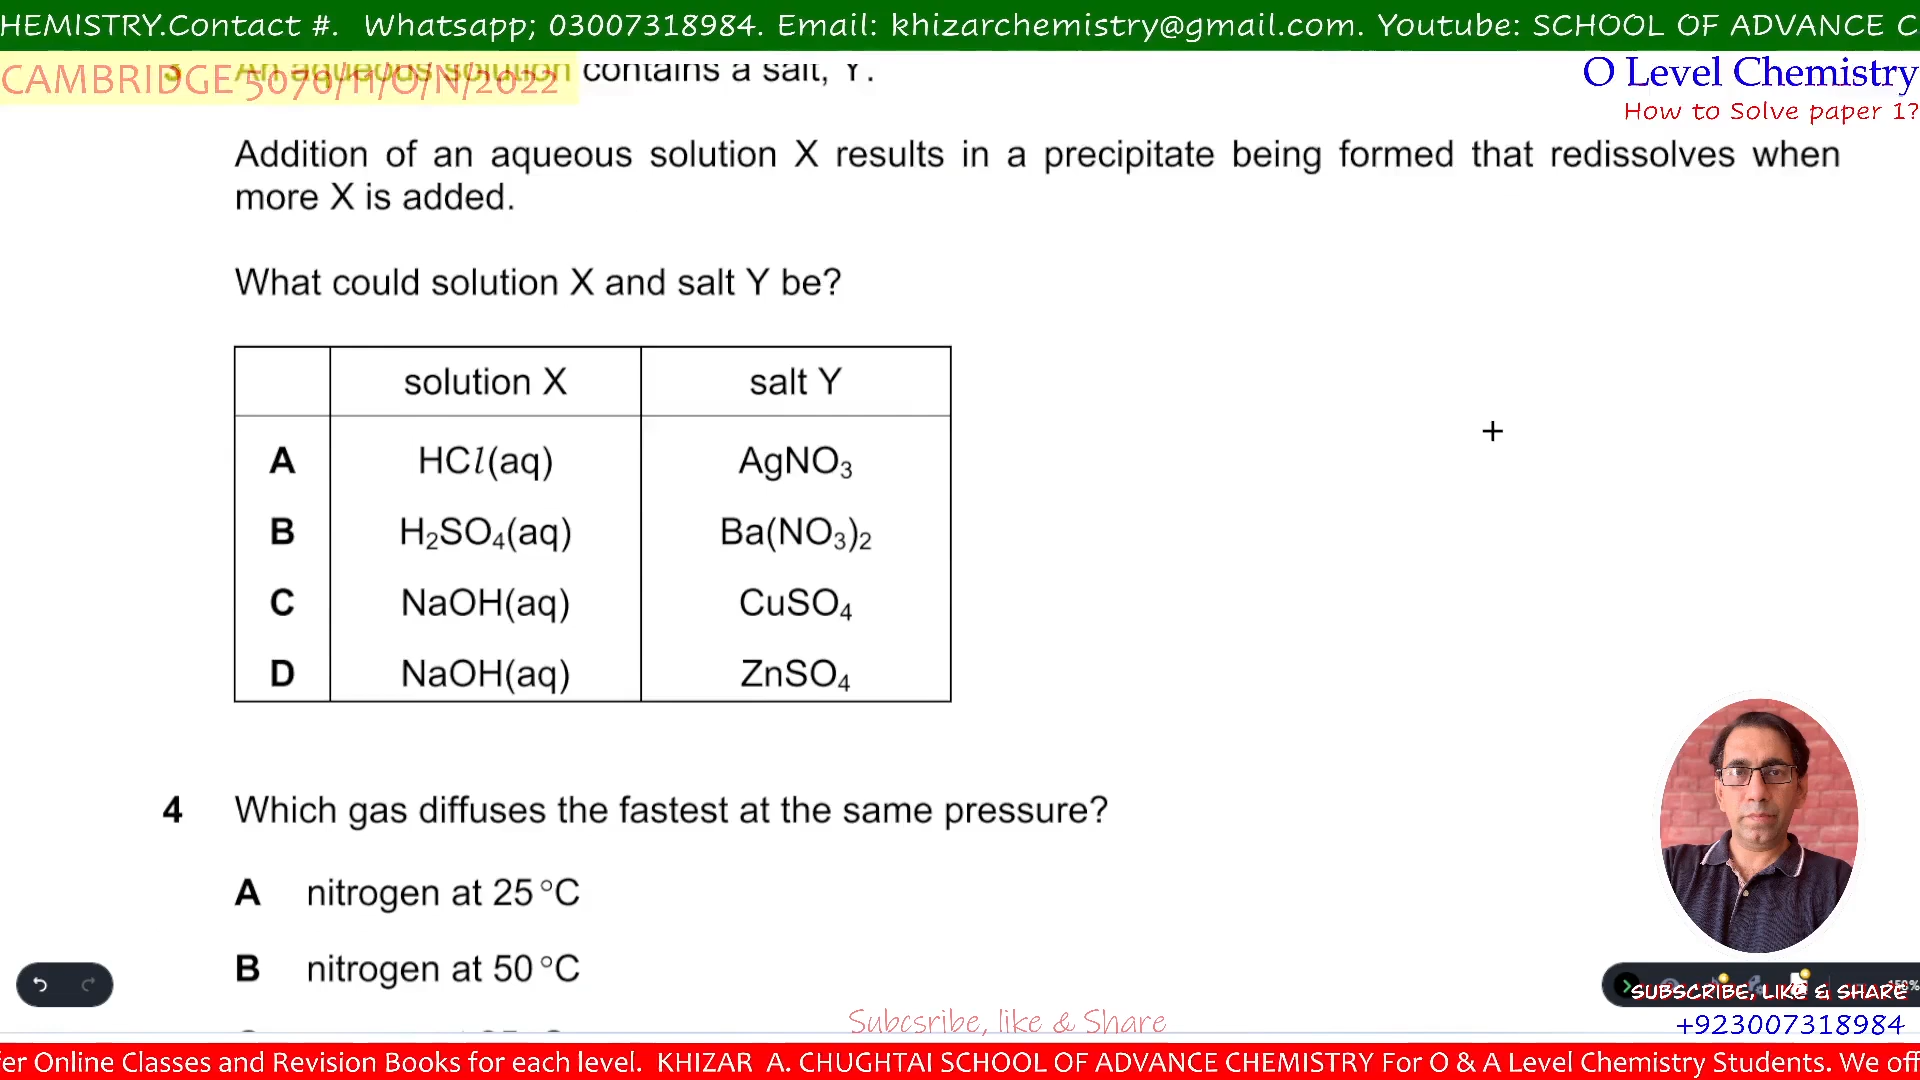 HEMISTRY.Contact #. Whatsapp; 03007318984. Email: khizarchemistry@gmail.com. Youtube: SCHOOL OF ADVANCE C
CAMBRIDGE 5070/11/O/N/2022
3 An aqueous solution contains a salt, Y.
O Level Chemistry
How to Solve paper 1?
Addition of an aqueous solution X results in a precipitate being formed that redissolves when
more X is added.
What could solution X and salt Y be?
solution X salt Y
A HCl(aq) AgNO₃
B H₂SO₄(aq) Ba(NO₃)₂
C NaOH(aq) CuSO₄
D NaOH(aq) ZnSO₄
4 Which gas diffuses the fastest at the same pressure?
A nitrogen at 25 °C
B nitrogen at 50 °C
SUBSCRIBE, LIKE & SHARE
Subcsribe, like & Share
+923007318984
er Online Classes and Revision Books for each level. KHIZAR A. CHUGHTAI SCHOOL OF ADVANCE CHEMISTRY For O & A Level Chemistry Students. We off